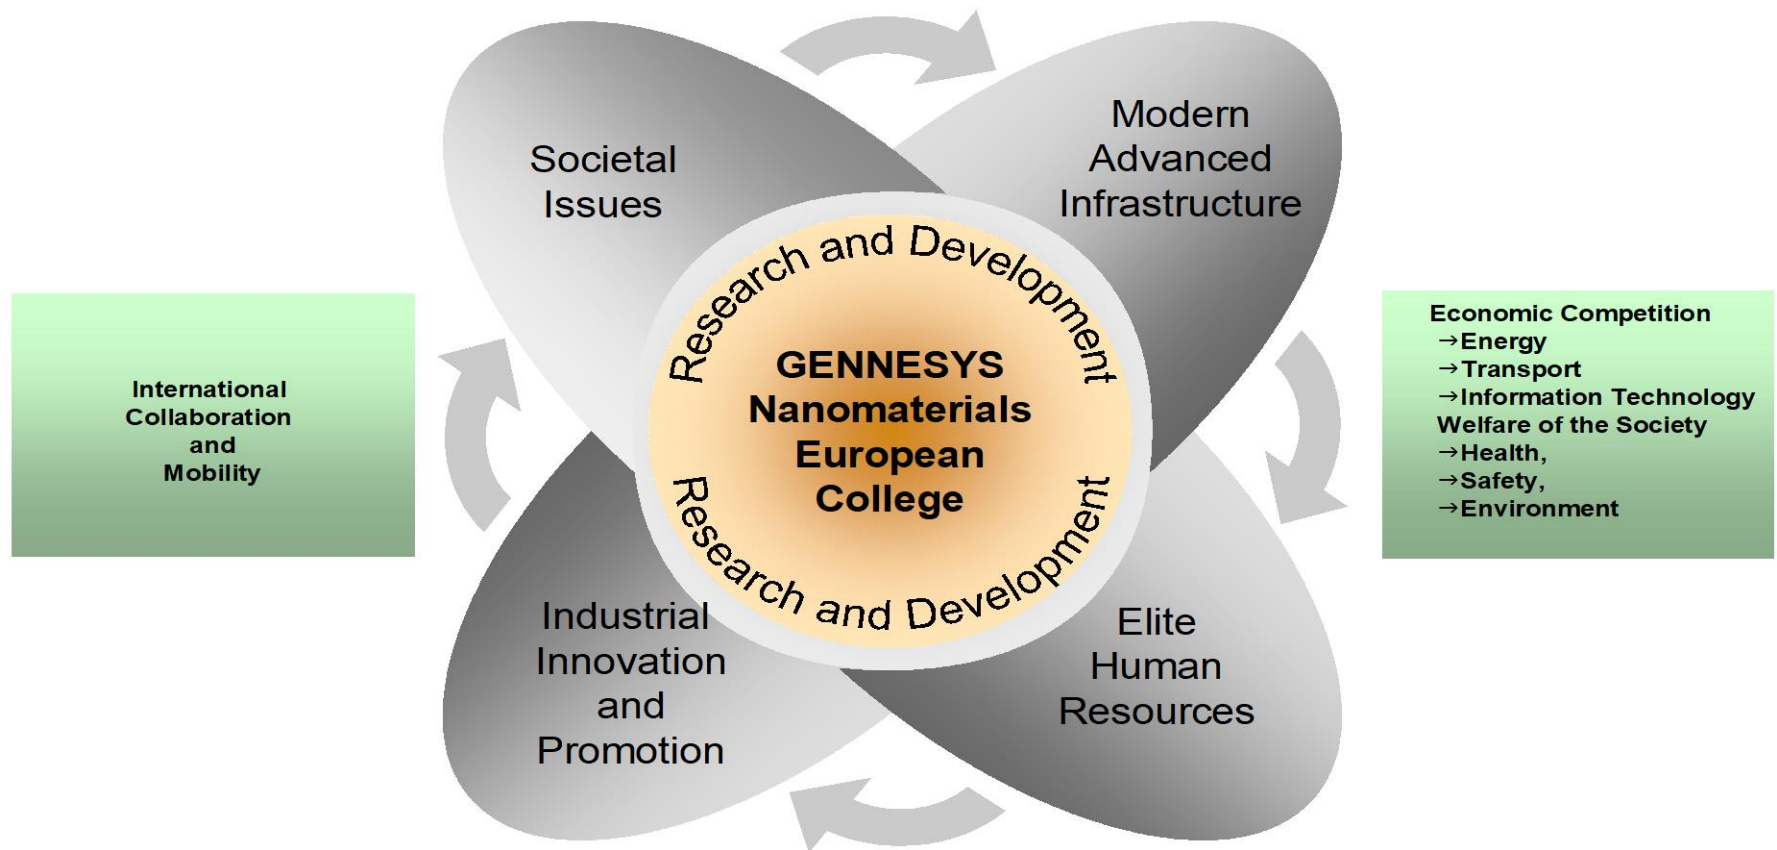 Societal
Issues
Modern
Advanced
Infrastructure
Research and Development
GENNESYS
Nanomaterials
European
College
Research and Development
International
Collaboration
and
Mobility
Economic Competition
→Energy
→Transport
→Information Technology
Welfare of the Society
→Health,
→Safety,
→Environment
Industrial
Innovation
and
Promotion
Elite
Human
Resources